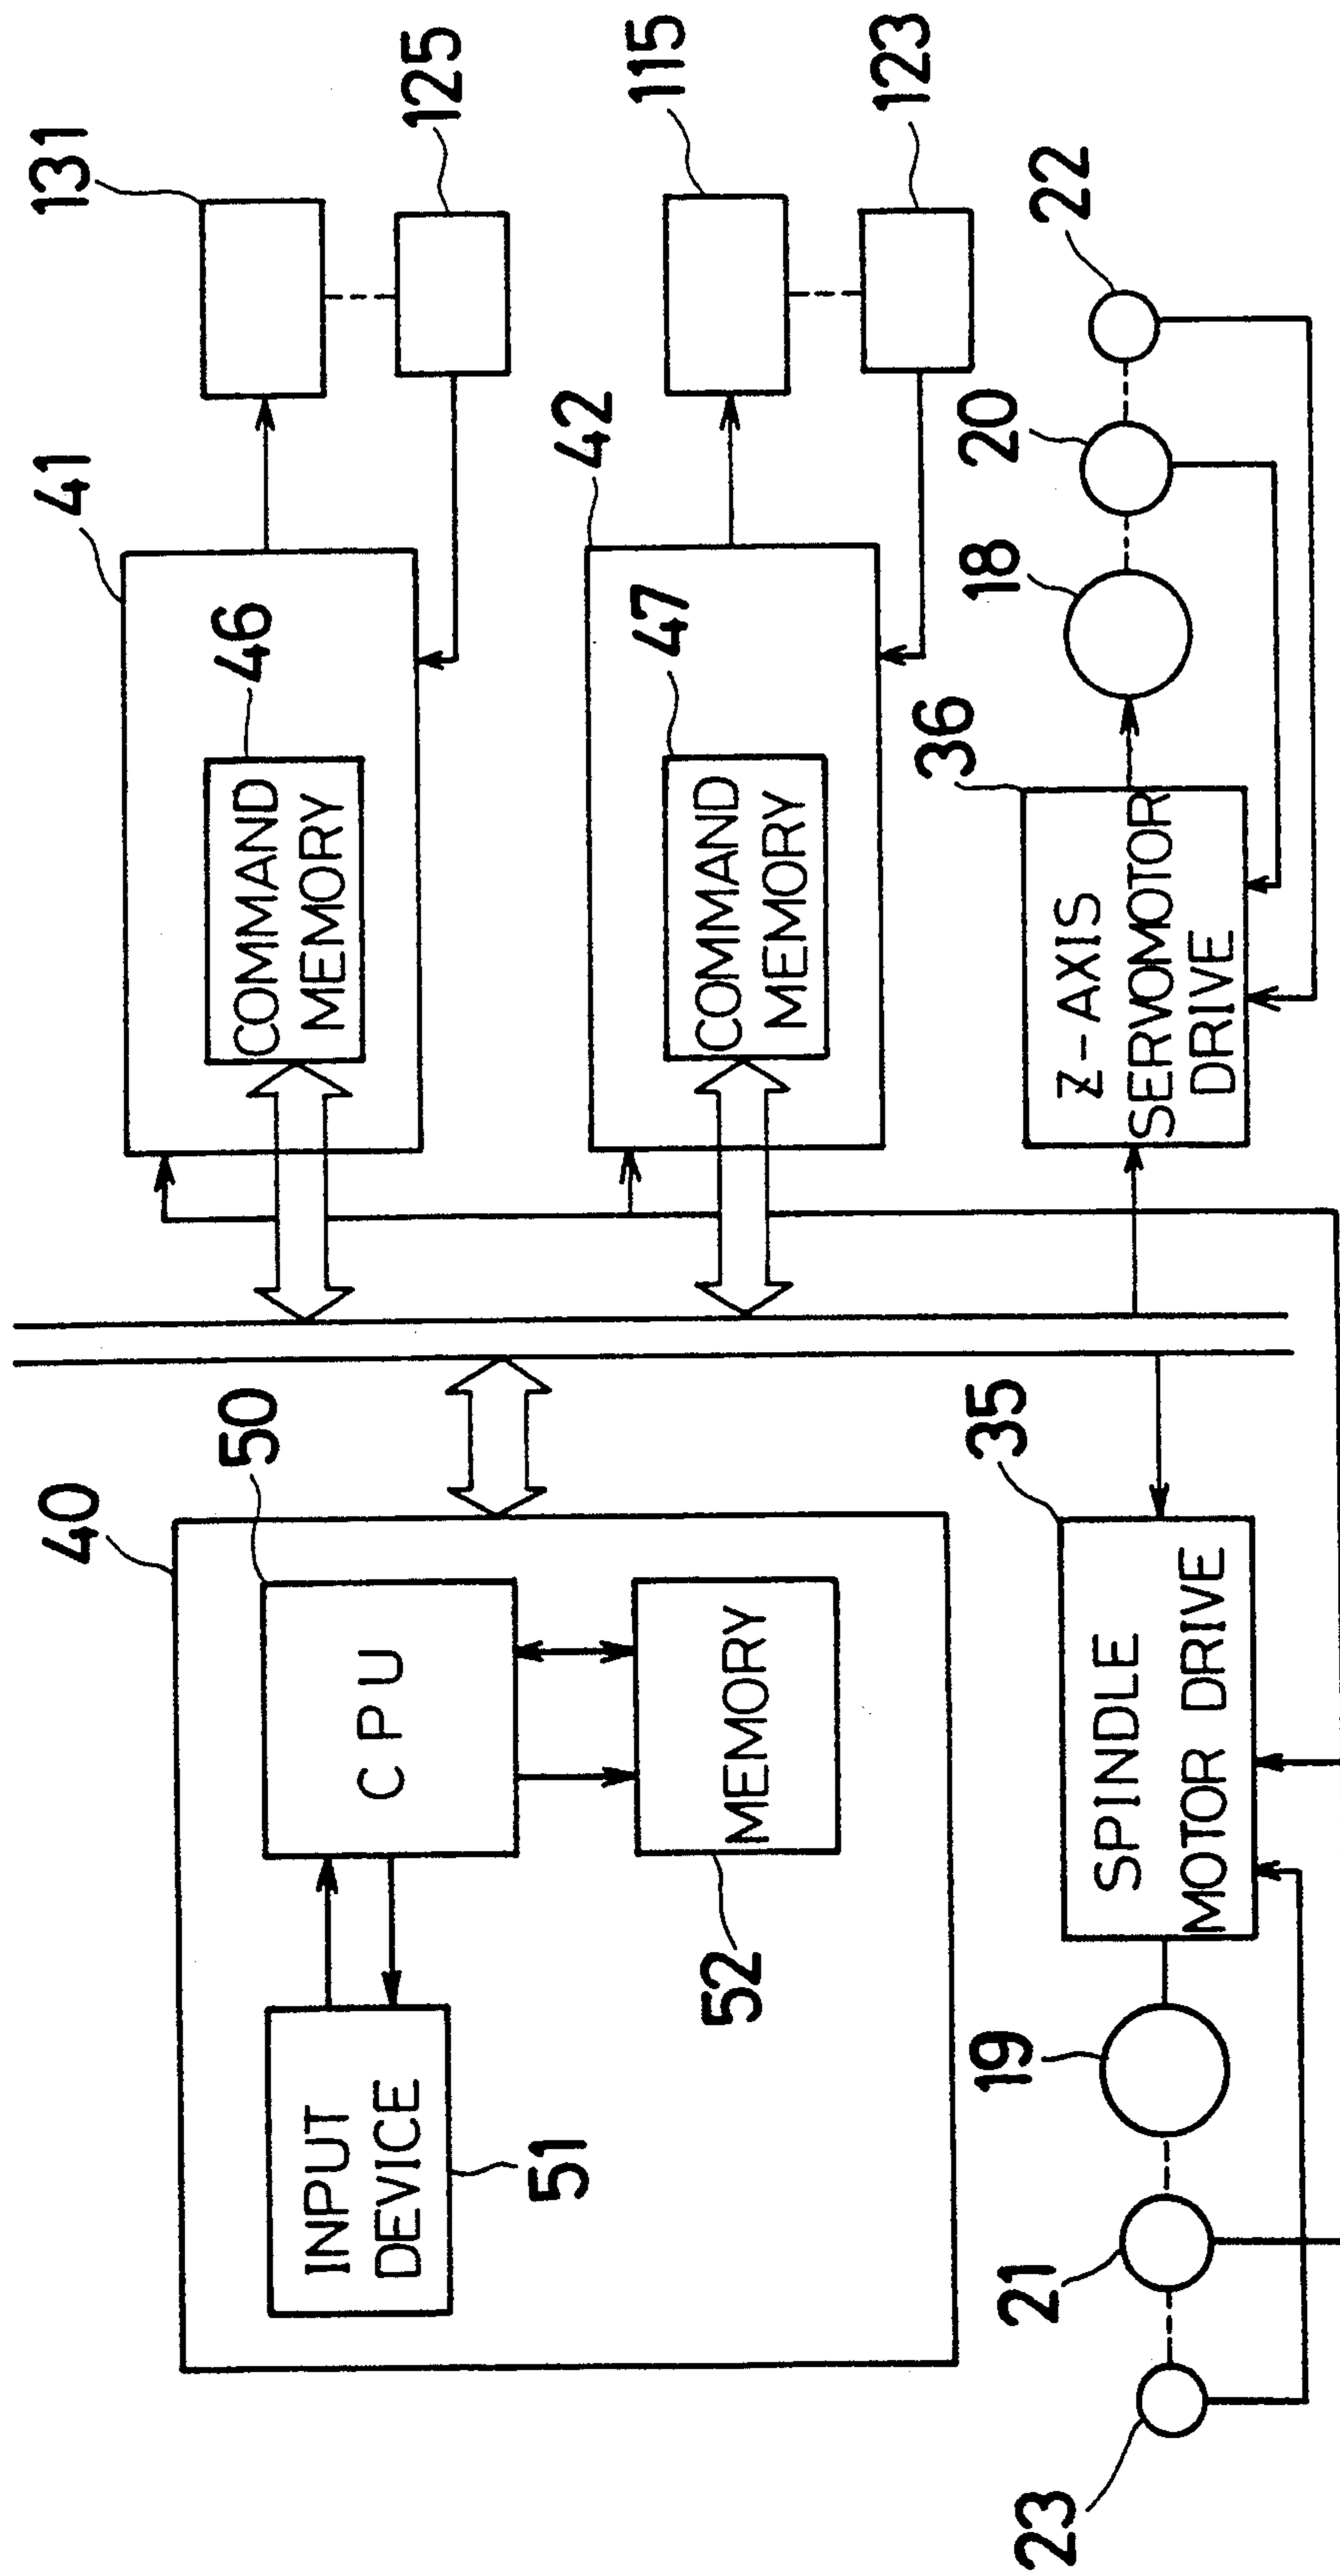 131
125
41
46
COMMAND
MEMORY
115
123
42
47
COMMAND
MEMORY
22
20
18
36
Z-AXIS
SERVOMOTOR
DRIVE
40
50
CPU
INPUT
DEVICE
51
MEMORY
52
35
SPINDLE
MOTOR DRIVE
19
21
23